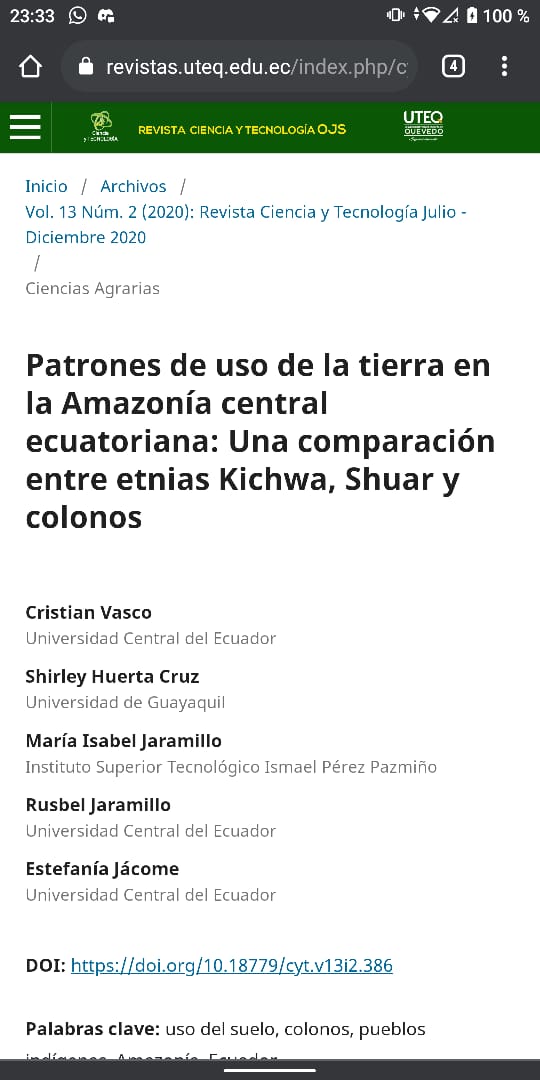 23:33 100 %
revistas.uteq.edu.ec/index.php/c 4
Ciencia
y TECNOLOGÍA
REVISTA CIENCIA Y TECNOLOGÍA OJS
UTEQ
QUEVEDO
Inicio / Archivos /
Vol. 13 Núm. 2 (2020): Revista Ciencia y Tecnología Julio -
Diciembre 2020
/
Ciencias Agrarias
Patrones de uso de la tierra en
la Amazonía central
ecuatoriana: Una comparación
entre etnias Kichwa, Shuar y
colonos
Cristian Vasco
Universidad Central del Ecuador
Shirley Huerta Cruz
Universidad de Guayaquil
María Isabel Jaramillo
Instituto Superior Tecnológico Ismael Pérez Pazmiño
Rusbel Jaramillo
Universidad Central del Ecuador
Estefanía Jácome
Universidad Central del Ecuador
DOI: https://doi.org/10.18779/cyt.v13i2.386
Palabras clave: uso del suelo, colonos, pueblos
indígenas, Amazonía, Ecuador